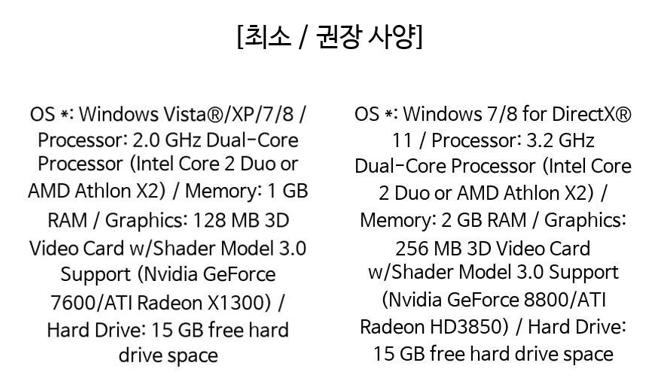 [최소 / 권장 사양]
OS *: Windows Vista®/XP/7/8 /
Processor: 2.0 GHz Dual-Core
Processor (Intel Core 2 Duo or
AMD Athlon X2) / Memory: 1 GB
RAM / Graphics: 128 MB 3D
Video Card w/Shader Model 3.0
Support (Nvidia GeForce
7600/ATI Radeon X1300) /
Hard Drive: 15 GB free hard
drive space
OS *: Windows 7/8 for DirectX®
11 / Processor: 3.2 GHz
Dual-Core Processor (Intel Core
2 Duo or AMD Athlon X2) /
Memory: 2 GB RAM / Graphics:
256 MB 3D Video Card
w/Shader Model 3.0 Support
(Nvidia GeForce 8800/ATI
Radeon HD3850) / Hard Drive:
15 GB free hard drive space